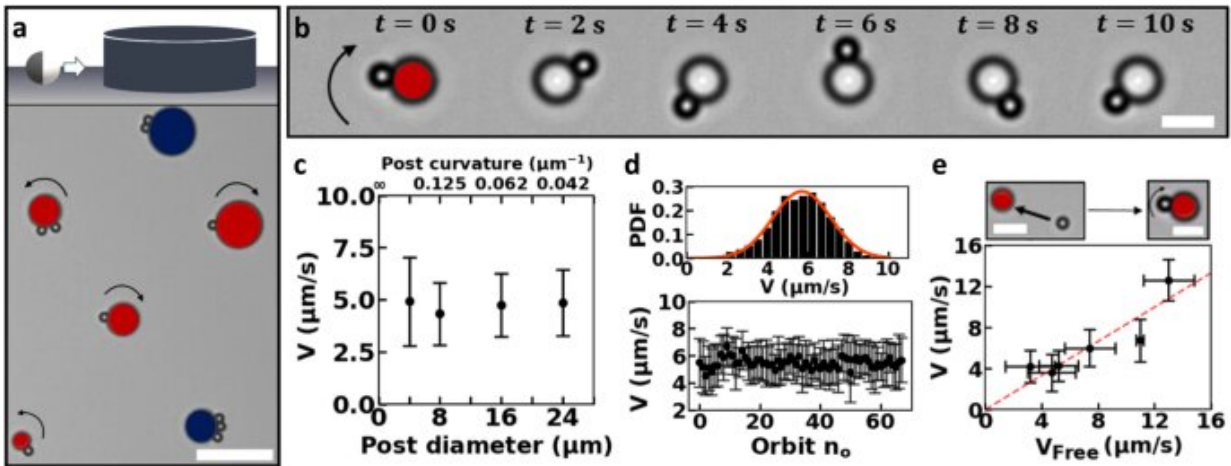 a
b
t = 0 s t = 2 s t = 4 s t = 6 s t = 8 s t = 10 s
c
Post curvature (μm⁻¹)
∞ 0.125 0.062 0.042
10.0
7.5
5.0
2.5
0.0
V (μm/s)
0 8 16 24
Post diameter (μm)
d
0.3
0.2
0.1
0.0
PDF
0 2 4 6 8 10
V (μm/s)
10
8
6
4
2
V (μm/s)
0 20 40 60
Orbit nₒ
e
16
12
8
4
0
V (μm/s)
0 4 8 12 16
V_Free (μm/s)